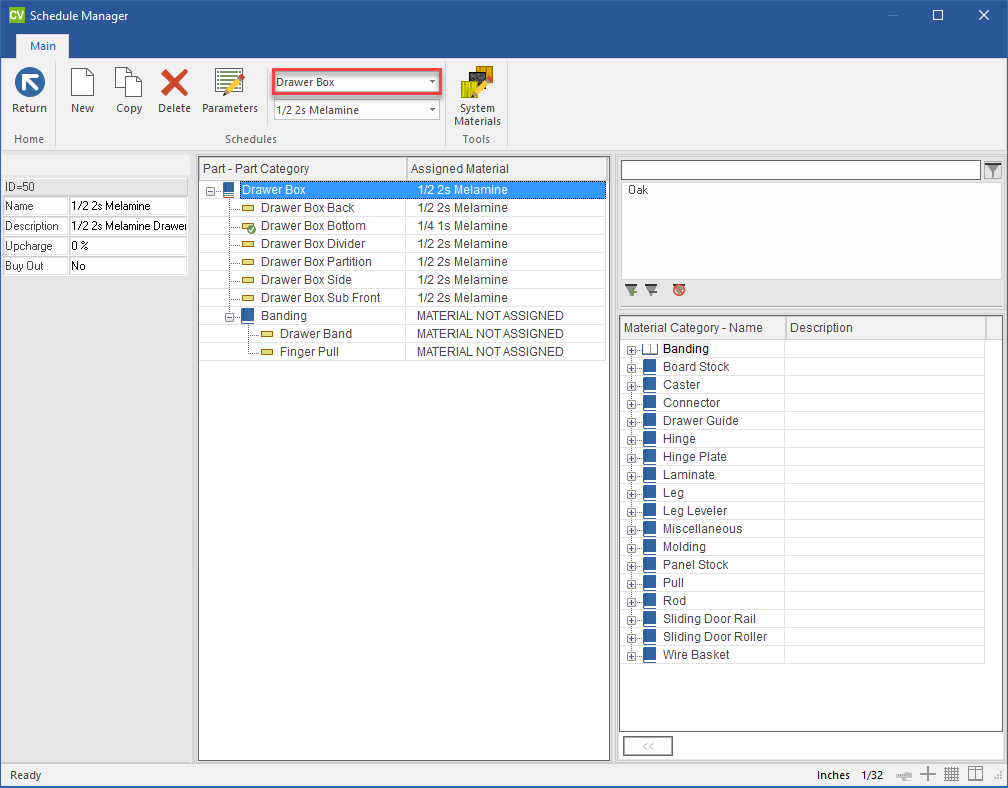 CV Schedule Manager
Main
Return New Copy Delete Parameters
Drawer Box
1/2 2s Melamine
System
Materials
Home Schedules Tools
ID=50
Name 1/2 2s Melamine
Description 1/2 2s Melamine Drawer
Upcharge 0 %
Buy Out No
Part - Part Category Assigned Material
Drawer Box 1/2 2s Melamine
Drawer Box Back 1/2 2s Melamine
Drawer Box Bottom 1/4 1s Melamine
Drawer Box Divider 1/2 2s Melamine
Drawer Box Partition 1/2 2s Melamine
Drawer Box Side 1/2 2s Melamine
Drawer Box Sub Front 1/2 2s Melamine
Banding MATERIAL NOT ASSIGNED
Drawer Band MATERIAL NOT ASSIGNED
Finger Pull MATERIAL NOT ASSIGNED
Oak
Material Category - Name Description
Banding
Board Stock
Caster
Connector
Drawer Guide
Hinge
Hinge Plate
Laminate
Leg
Leg Leveler
Miscellaneous
Molding
Panel Stock
Pull
Rod
Sliding Door Rail
Sliding Door Roller
Wire Basket
<<
Ready Inches 1/32